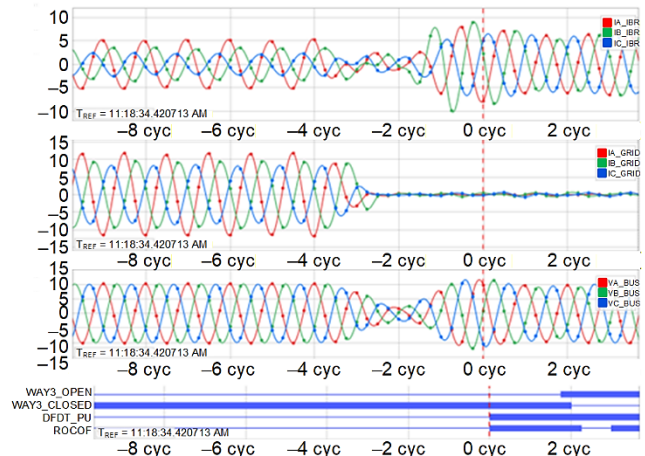 10
5
0
−5
−10
IA_IBR
IB_IBR
IC_IBR
TREF = 11:18:34.420713 AM
−8 cyc −6 cyc −4 cyc −2 cyc 0 cyc 2 cyc
15
10
5
0
−5
−10
−15
IA_GRID
IB_GRID
IC_GRID
TREF = 11:18:34.420713 AM
−8 cyc −6 cyc −4 cyc −2 cyc 0 cyc 2 cyc
15
10
5
0
−5
−10
−15
VA_BUS
VB_BUS
VC_BUS
TREF = 11:18:34.420713 AM
−8 cyc −6 cyc −4 cyc −2 cyc 0 cyc 2 cyc
WAY3_OPEN
WAY3_CLOSED
DFDT_PU
ROCOF
TREF = 11:18:34.420713 AM
−8 cyc −6 cyc −4 cyc −2 cyc 0 cyc 2 cyc